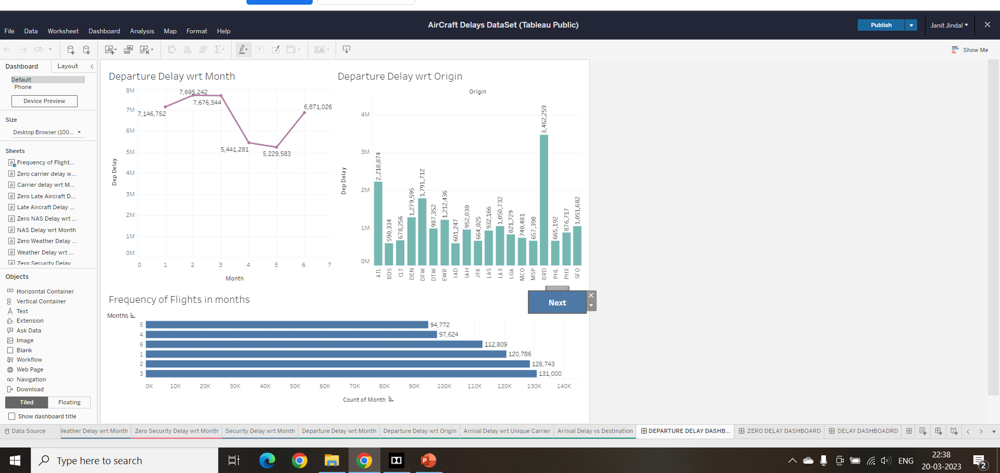 AirCraft Delays DataSet (Tableau Public)
Publish
Janit Jindal
File Data Worksheet Dashboard Analysis Map Format Help
Show Me
Dashboard Layout
Default
Phone
Device Preview
Size
Desktop Browser (100...
Sheets
Frequency of Flight...
Zero carrier delay w...
Carrier delay wrt M...
Zero Late Aircraft D...
Late Aircraft Delay ...
Zero NAS Delay wrt ...
NAS Delay wrt Month
Zero Weather Delay ...
Weather Delay wrt ...
Zero Security Delay
Objects
Horizontal Container
Vertical Container
Text
Extension
Ask Data
Image
Blank
Workflow
Web Page
Navigation
Download
Tiled Floating
Show dashboard title
Departure Delay wrt Month
8M
7M
6M
5M
4M
3M
2M
1M
0M
Dep Delay
7,146,752
7,695,242
7,676,344
5,441,281
5,229,583
6,871,026
0 1 2 3 4 5 6 7
Month
Departure Delay wrt Origin
Origin
4M
3M
2M
1M
0M
Dep Delay
2,218,874
590,334
678,256
1,279,595
1,791,712
987,352
1,212,436
601,247
952,030
664,025
932,166
1,050,732
821,729
740,481
657,398
3,462,259
665,192
876,717
1,051,682
ATL BOS CLT DEN DFW DTW EWR IAD IAH JFK LAS LAX LGA MCO MSP ORD PHL PHX SFO
Next
Frequency of Flights in months
Months
5 94,772
4 97,624
6 112,809
1 120,786
2 128,743
3 131,000
0K 10K 20K 30K 40K 50K 60K 70K 80K 90K 100K 110K 120K 130K 140K
Count of Month
Data Source Weather Delay wrt Month Zero Security Delay wrt Month Security Delay wrt Month Departure Delay wrt Month Departure Delay wrt Origin Arrival Delay wrt Unique Carrier Arrival Delay vs Destination DEPARTURE DELAY DASHB... ZERO DELAY DASHBOARD DELAY DASHBOADRD
Type here to search
ENG
22:38
20-03-2023
2